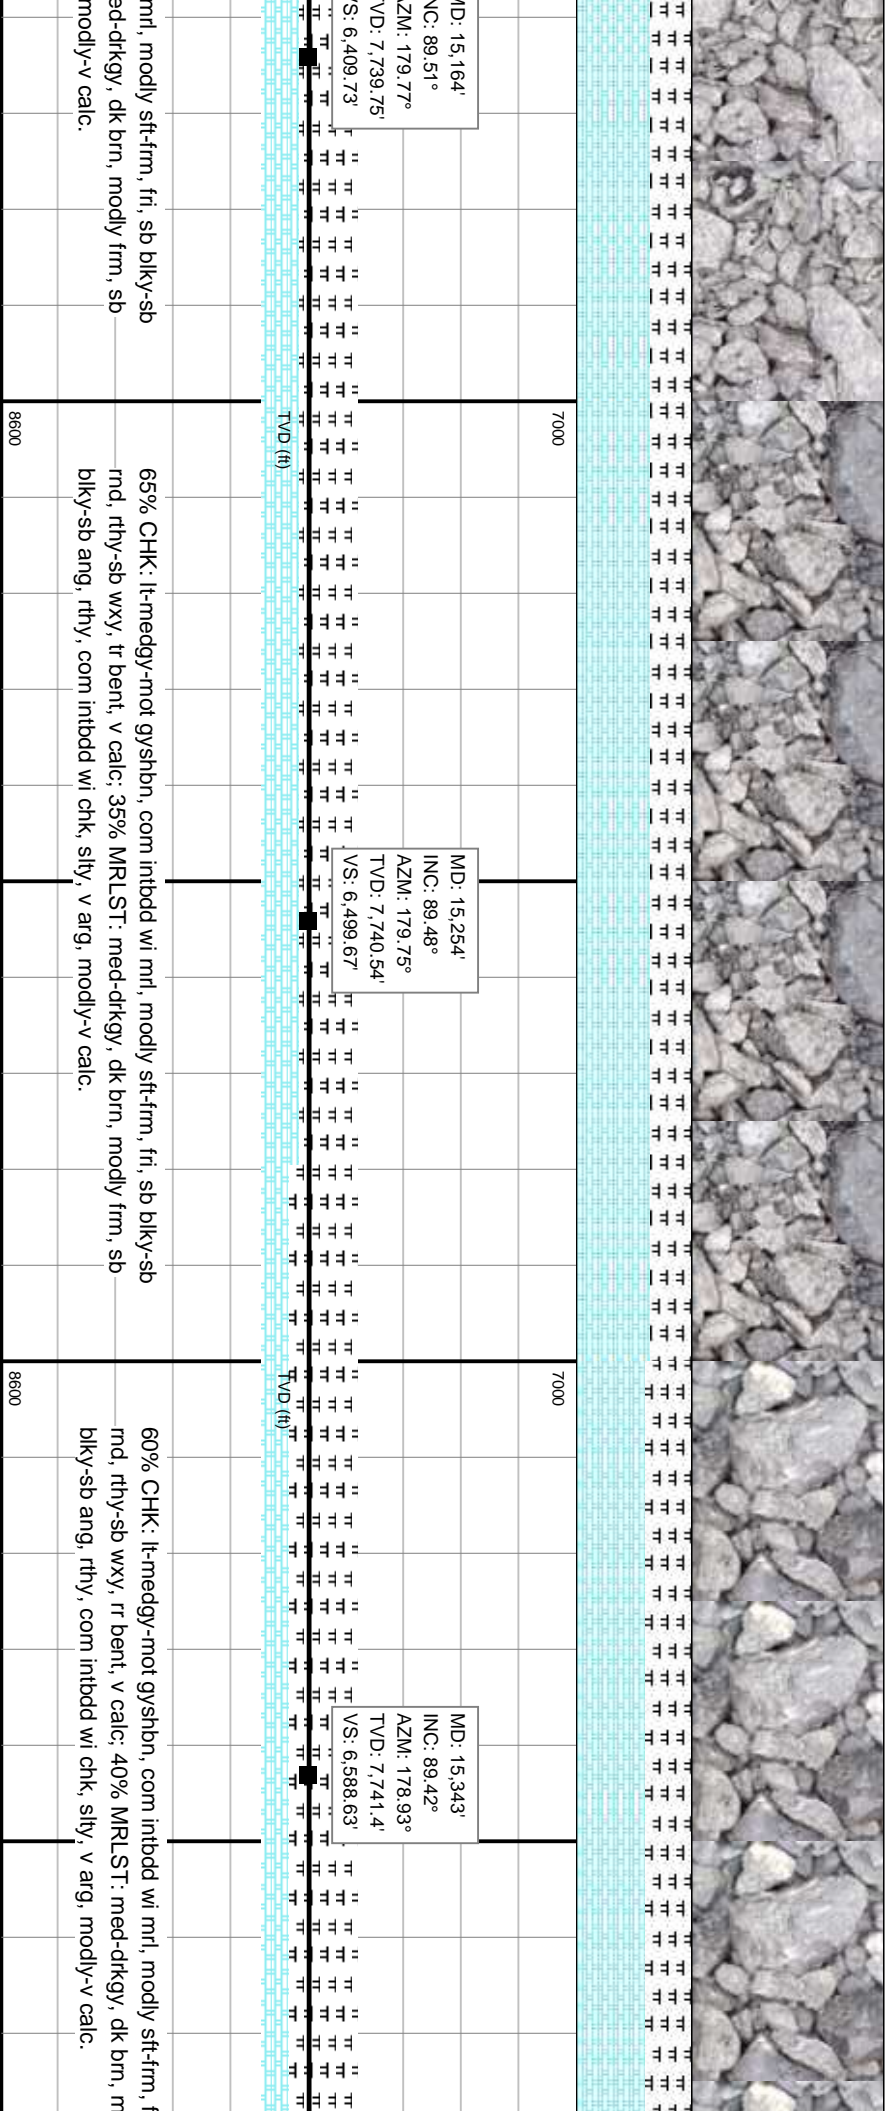 MD: 15,164'
INC: 89.51°
AZM: 179.77°
TVD: 7,739.75'
VS: 6,409.73'
mrl, modly sft-frm, fri, sb blky-sb
ed-drkgy, dk brn, modly frm, sb
modly-v calc.
7000
TVD (ft)
8600
65% CHK: lt-medgy-mot gyshbn, com intbdd wi mrl, modly sft-frm, fri, sb blky-sb
rnd, rthy-sb wxy, tr bent, v calc; 35% MRLST: med-drkgy, dk brn, modly frm, sb
blky-sb ang, rthy, com intbdd wi chk, slty, v arg, modly-v calc.
MD: 15,254'
INC: 89.48°
AZM: 179.75°
TVD: 7,740.54'
VS: 6,499.67'
7000
TVD (ft)
8600
60% CHK: lt-medgy-mot gyshbn, com intbdd wi mrl, modly sft-frm, f
rnd, rthy-sb wxy, rr bent, v calc; 40% MRLST: med-drkgy, dk brn, m
blky-sb ang, rthy, com intbdd wi chk, slty, v arg, modly-v calc.
MD: 15,343'
INC: 89.42°
AZM: 178.93°
TVD: 7,741.4'
VS: 6,588.63'